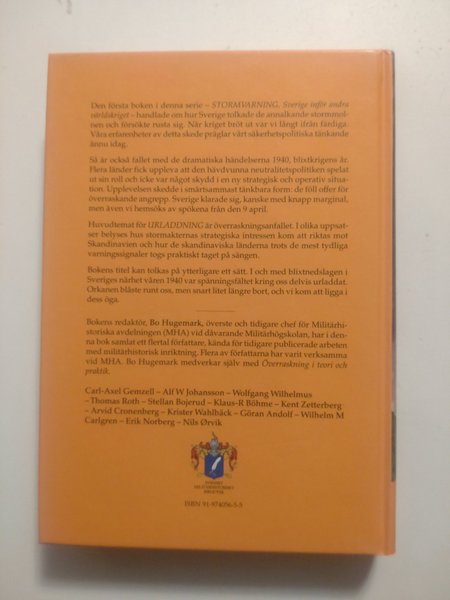 Den första boken i denna serie – STORMVARNING. Sverige inför andra
världskriget – handlade om hur Sverige tolkade de annalkande stormmol-
nen och försökte rusta sig. När kriget bröt ut var vi långt ifrån färdiga.
Våra erfarenheter av detta skede präglar vårt säkerhetspolitiska tänkande
ännu idag.
Så är också fallet med de dramatiska händelserna 1940, blixtkrigens år.
Flera länder fick uppleva att den hävdvunna neutralitetspolitiken spelat
ut sin roll och icke var något skydd i en ny strategisk och operativ situa-
tion. Upplevelsen skedde i smärtsammast tänkbara form: de föll offer för
överraskande angrepp. Sverige klarade sig, kanske med knapp marginal,
men även vi hemsöks av spökena från den 9 april.
Huvudtemat för URLADDNING är överraskningsanfallet. I olika uppsat-
ser belyses hur stormakternas strategiska intressen kom att riktas mot
Skandinavien och hur de skandinaviska länderna trots de mest tydliga
varningssignaler togs praktiskt taget på sängen.
Bokens titel kan tolkas på ytterligare ett sätt. I och med blixtnedslagen i
Sveriges närhet våren 1940 var spänningsfältet kring oss delvis urladdat.
Orkanen blåste runt oss, men snart litet längre bort, och vi kom att ligga i
dess öga.
Bokens redaktör, Bo Hugemark, överste och tidigare chef för Militärhi-
storiska avdelningen (MHA) vid dåvarande Militärhögskolan, har i den-
na bok samlat ett flertal författare, kända för tidigare publicerade arbeten
med militärhistorisk inriktning. Flera av författarna har varit verksamma
vid MHA. Bo Hugemark medverkar själv med Överraskning i teori och
praktik.
Carl-Axel Gemzell – Alf W Johansson – Wolfgang Wilhelmus
– Thomas Roth – Stellan Bojerud – Klaus-R Böhme – Kent Zetterberg
– Arvid Cronenberg – Krister Wahlbäck – Göran Andolf – Wilhelm M
Carlgren – Erik Norberg – Nils Ørvik
SVENSKT
MILITÄRHISTORISKT
BIBLIOTEK
ISBN 91-974056-5-5